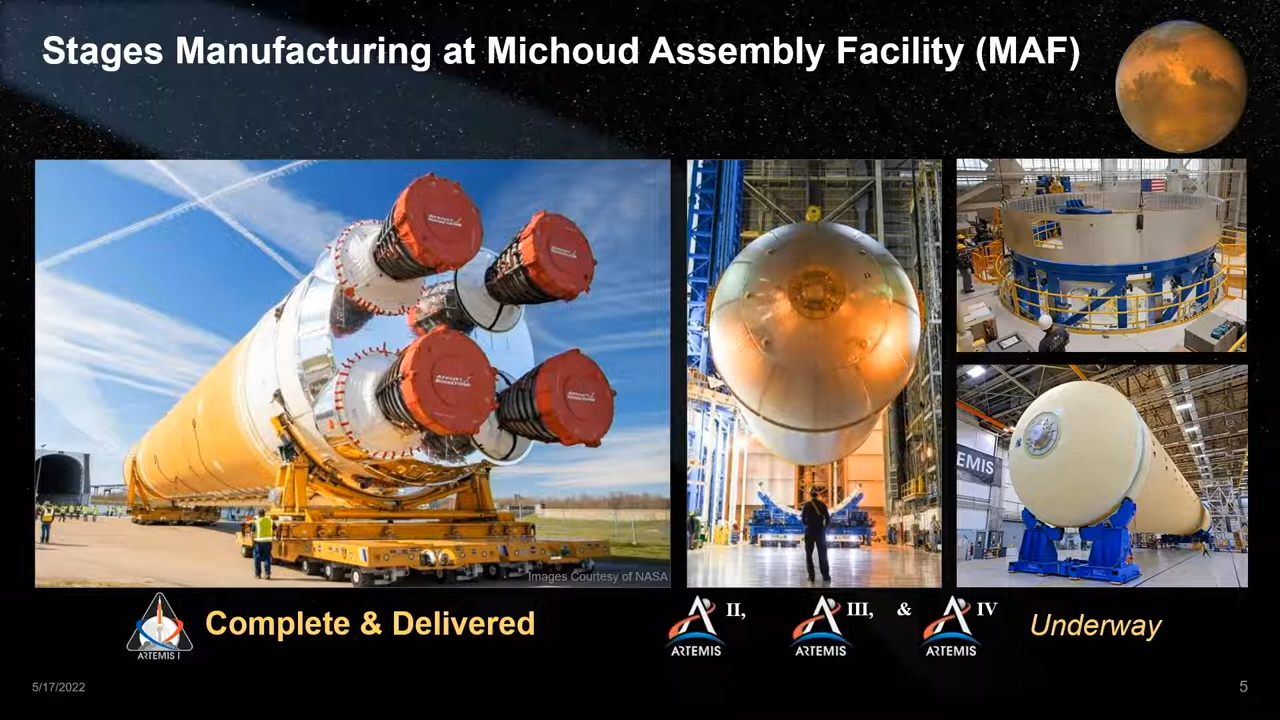 Stages Manufacturing at Michoud Assembly Facility (MAF)
EMIS
Images Courtesy of NASA
ARTEMIS I
Complete & Delivered
ARTEMIS II,
ARTEMIS III, &
ARTEMIS IV
Underway
5/17/2022
5